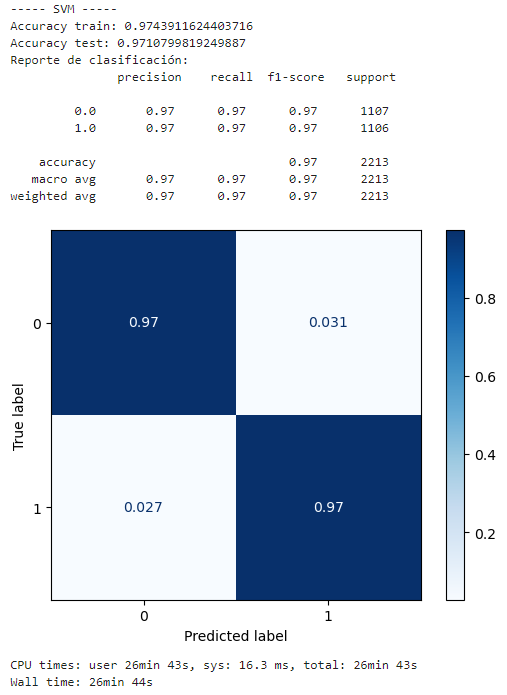 ----- SVM -----
Accuracy train: 0.9743911624403716
Accuracy test: 0.9710799819249887
Reporte de clasificación:
precision recall f1-score support
0.0 0.97 0.97 0.97 1107
1.0 0.97 0.97 0.97 1106
accuracy 0.97 2213
macro avg 0.97 0.97 0.97 2213
weighted avg 0.97 0.97 0.97 2213
0.8
0 0.97 0.031
0.6
True label
0.4
1 0.027 0.97
0.2
0 1
Predicted label
CPU times: user 26min 43s, sys: 16.3 ms, total: 26min 43s
Wall time: 26min 44s